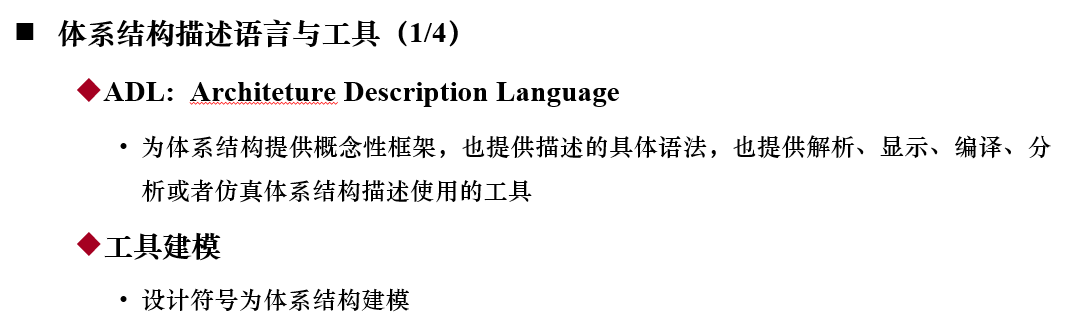 ■ 体系结构描述语言与工具（1/4）
◆ADL: Architeture Description Language
• 为体系结构提供概念性框架，也提供描述的具体语法，也提供解析、显示、编译、分
析或者仿真体系结构描述使用的工具
◆工具建模
• 设计符号为体系结构建模